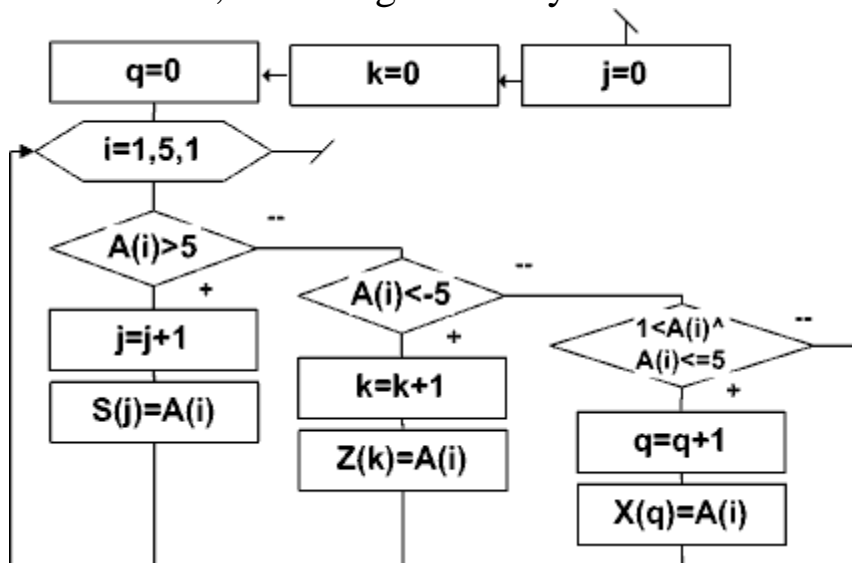 q=0
k=0
j=0
i=1,5,1
A(i)>5
--
+
A(i)<-5
--
+
1<A(i)^
A(i)<=5
--
+
j=j+1
S(j)=A(i)
k=k+1
Z(k)=A(i)
q=q+1
X(q)=A(i)